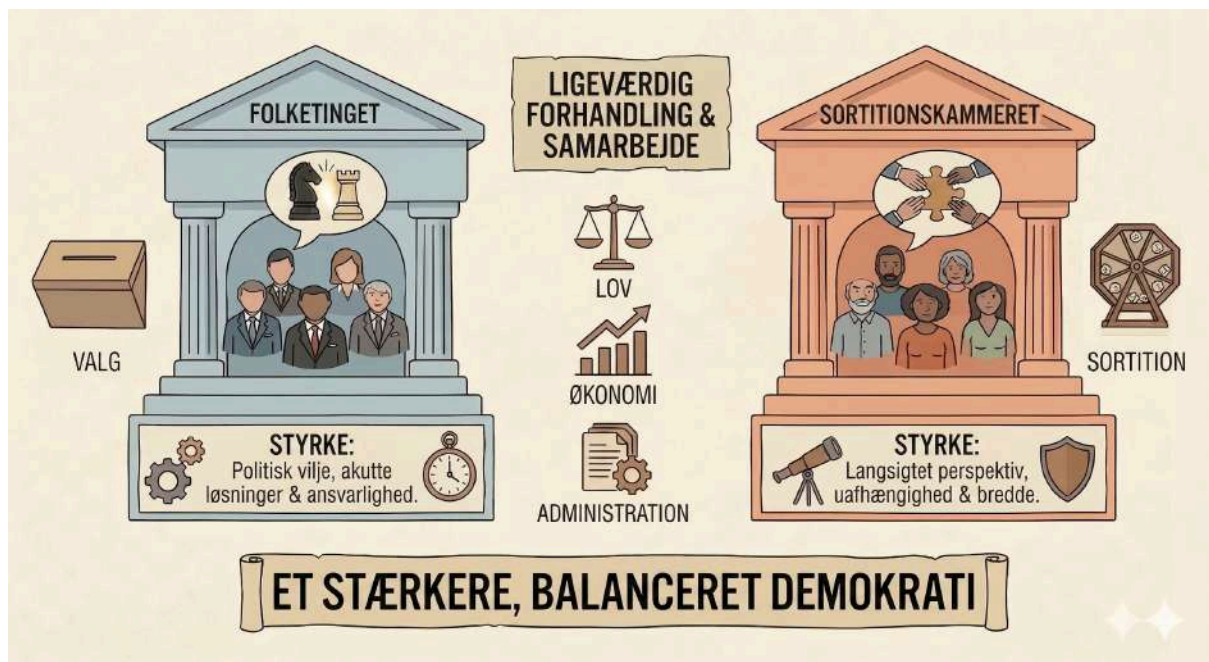 FOLKETINGET
LIGEVÆRDIG
FORHANDLING &
SAMARBEJDE
SORTITIONSKAMMERET
VALG
LOV
ØKONOMI
ADMINISTRATION
SORTITION
STYRKE:
Politisk vilje, akutte
løsninger & ansvarlighed.
STYRKE:
Langsigtet perspektiv,
uafhængighed & bredde.
ET STÆRKERE, BALANCERET DEMOKRATI